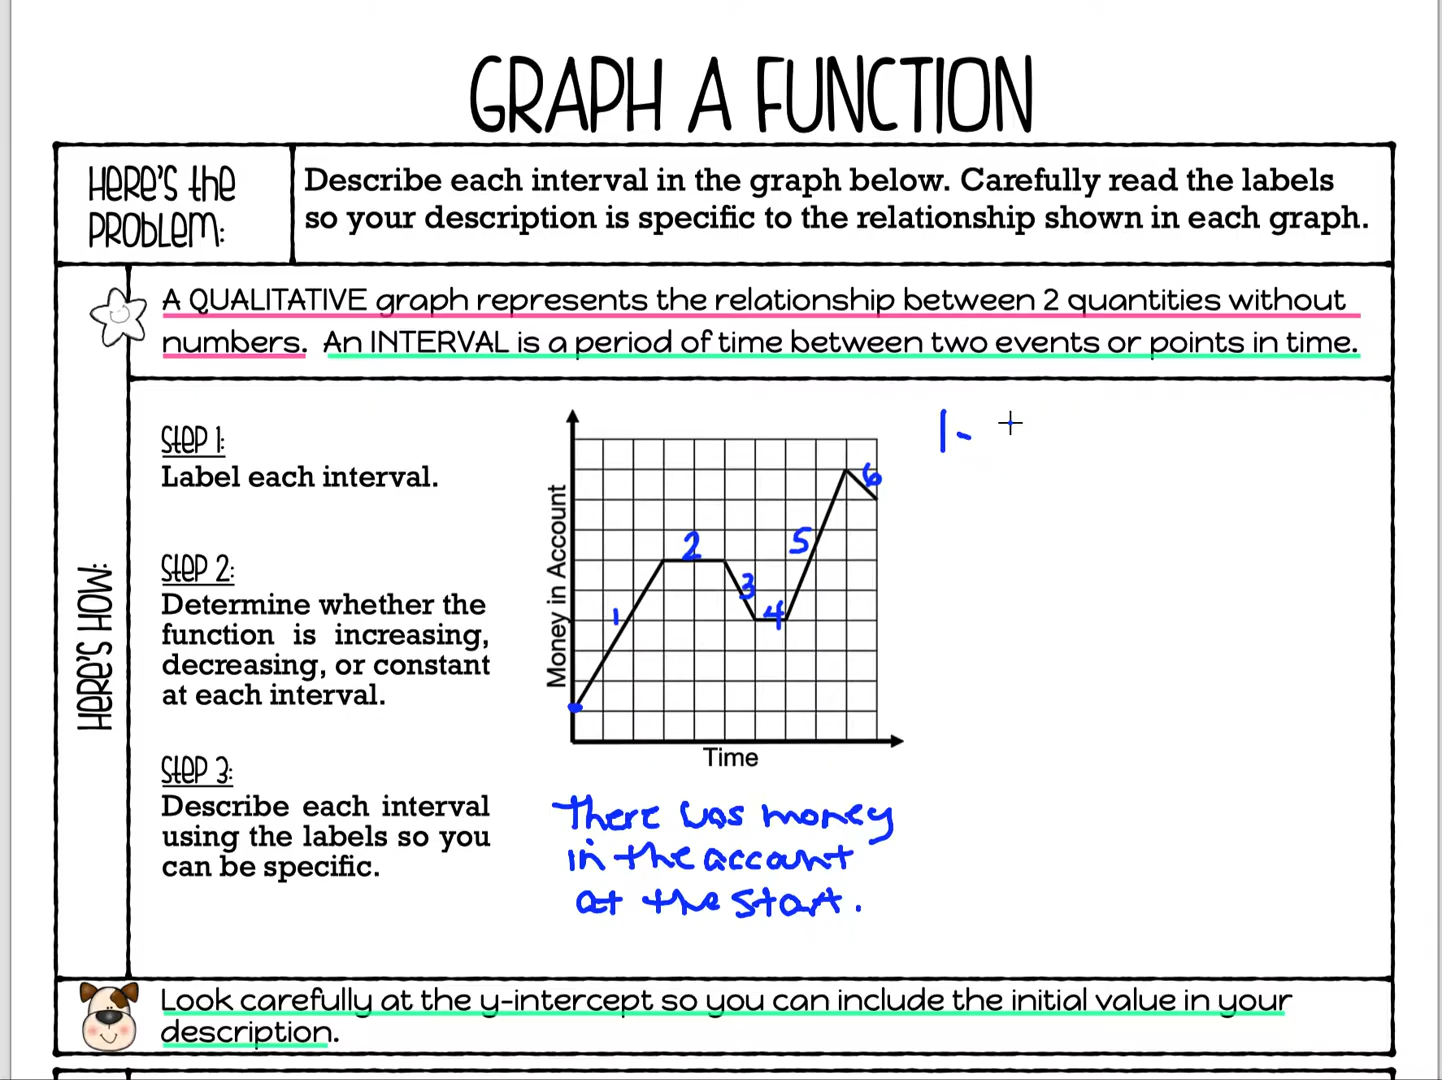 GRAPH A FUNCTION
HERE'S the
PROBLEM:
Describe each interval in the graph below. Carefully read the labels
so your description is specific to the relationship shown in each graph.
A QUALITATIVE graph represents the relationship between 2 quantities without
numbers. An INTERVAL is a period of time between two events or points in time.
HERE'S HOW:
Step 1:
Label each interval.
Step 2:
Determine whether the
function is increasing,
decreasing, or constant
at each interval.
Step 3:
Describe each interval
using the labels so you
can be specific.
Money in Account
1
2
3
4
5
6
Time
1-
There was money
in the account
at the start.
Look carefully at the y-intercept so you can include the initial value in your
description.